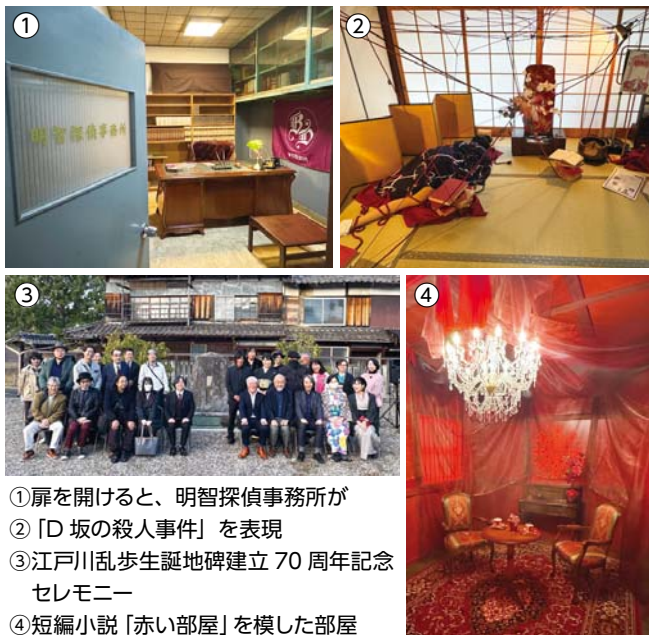 ①
明智探偵事務所
②
③
④
①扉を開けると、明智探偵事務所が
②「D 坂の殺人事件」を表現
③江戸川乱歩生誕地碑建立 70 周年記念
セレモニー
④短編小説「赤い部屋」を模した部屋